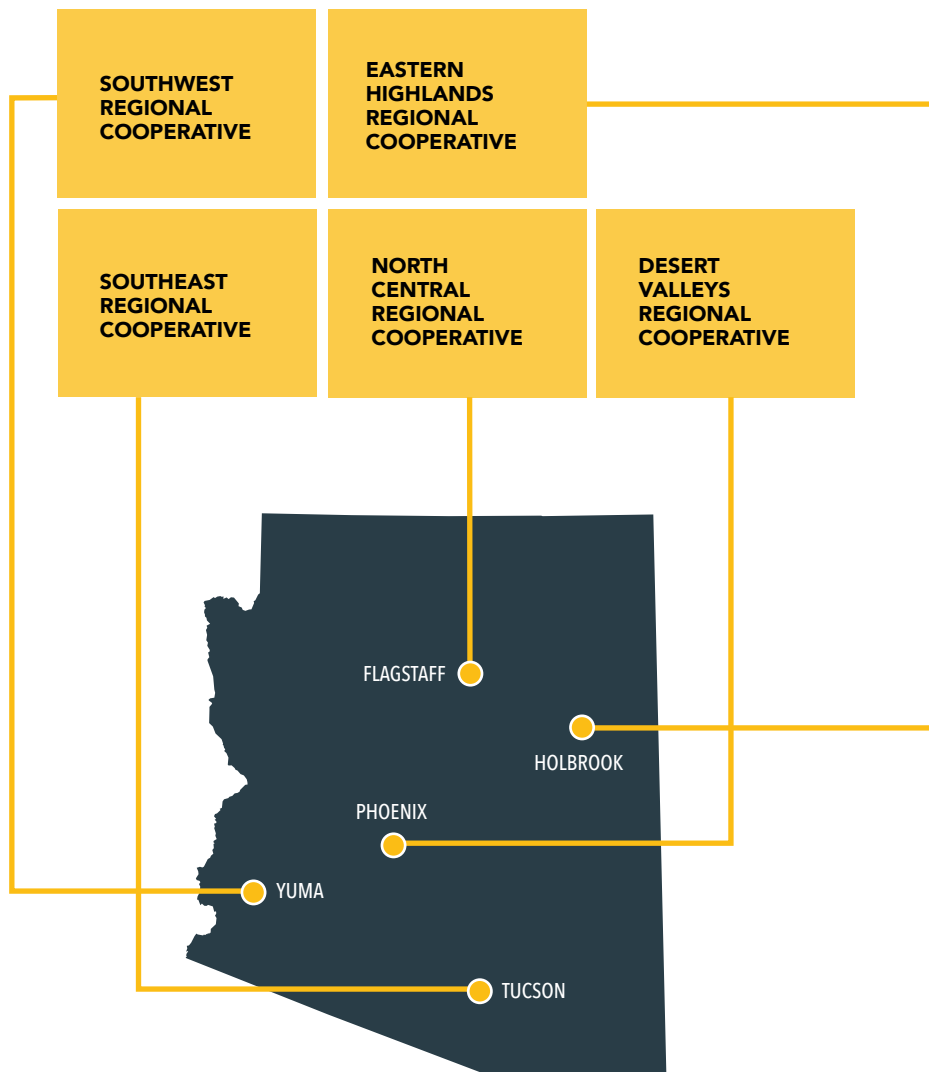 SOUTHWEST
REGIONAL
COOPERATIVE
EASTERN
HIGHLANDS
REGIONAL
COOPERATIVE
SOUTHEAST
REGIONAL
COOPERATIVE
NORTH
CENTRAL
REGIONAL
COOPERATIVE
DESERT
VALLEYS
REGIONAL
COOPERATIVE
FLAGSTAFF
HOLBROOK
PHOENIX
YUMA
TUCSON